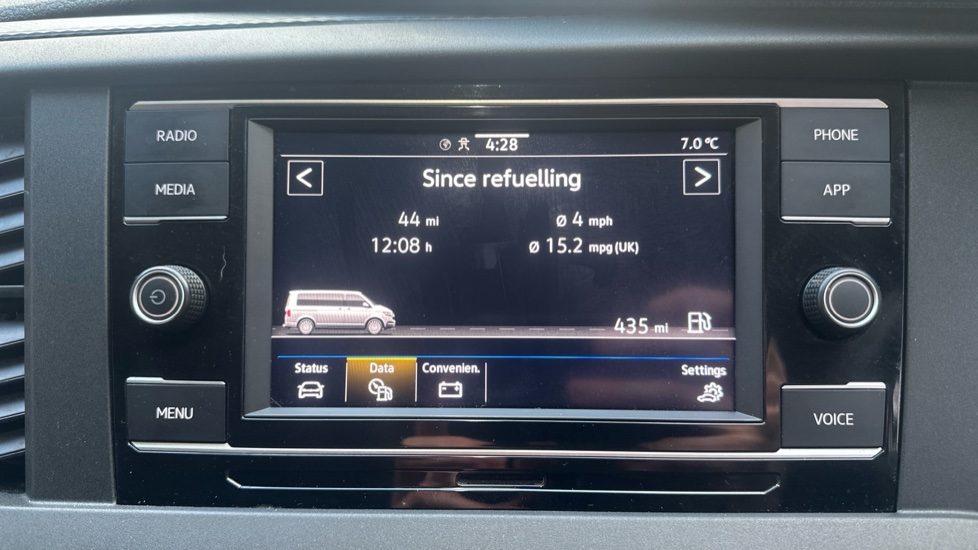 RADIO
MEDIA
MENU
4:28
7.0 °C
< Since refuelling >
44 mi Ø 4 mph
12:08 h Ø 15.2 mpg (UK)
435 mi
Status Data Convenien. Settings
PHONE
APP
VOICE